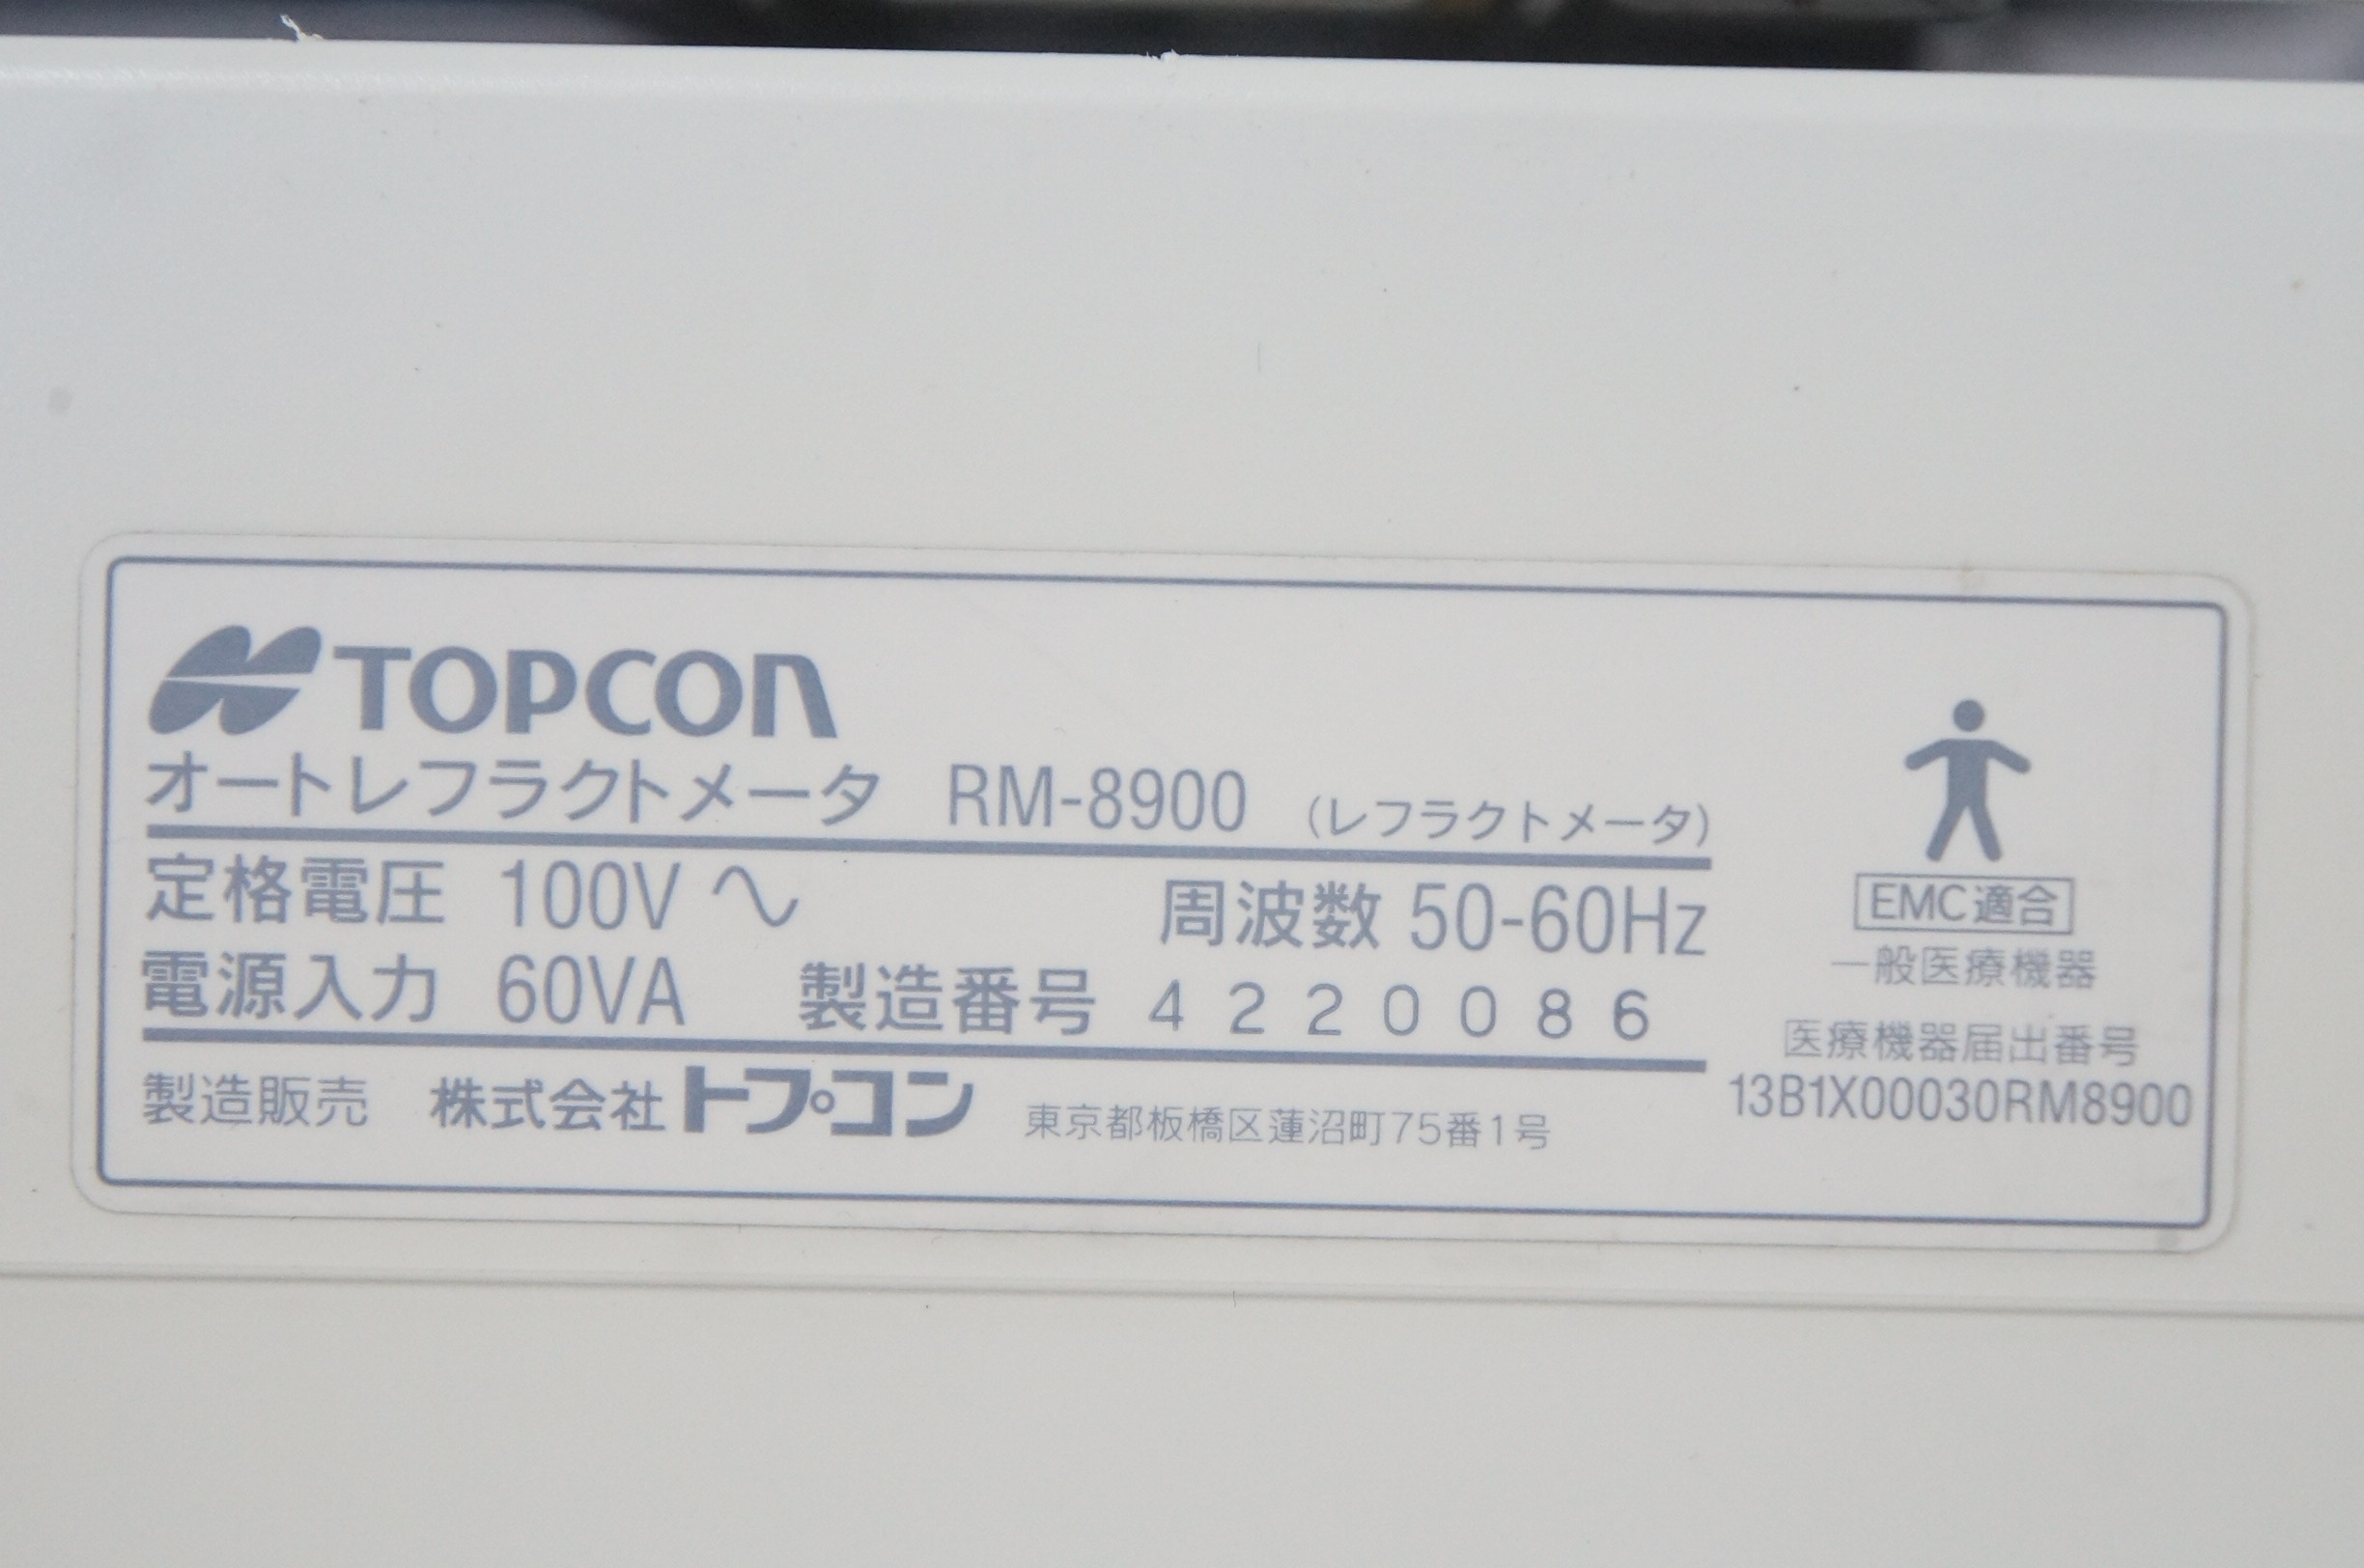 TOPCON
オートレフラクトメータ RM-8900 (レフラクトメータ)
定格電圧 100V 〜 周波数 50-60Hz
電源入力 60VA 製造番号 4220086
製造販売 株式会社トプコン 東京都板橋区蓮沼町75番1号
EMC適合
一般医療機器
医療機器届出番号
13B1X00030RM8900